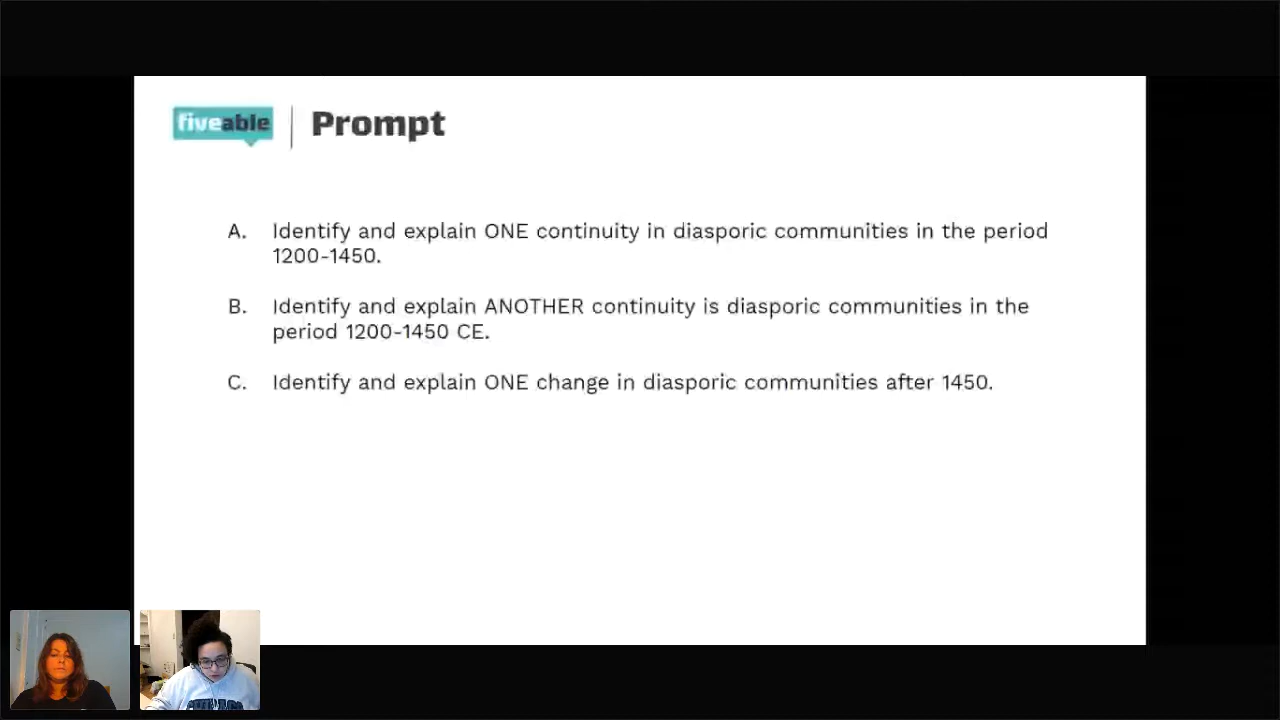 fiveable | Prompt
A. Identify and explain ONE continuity in diasporic communities in the period
1200-1450.
B. Identify and explain ANOTHER continuity is diasporic communities in the
period 1200-1450 CE.
C. Identify and explain ONE change in diasporic communities after 1450.